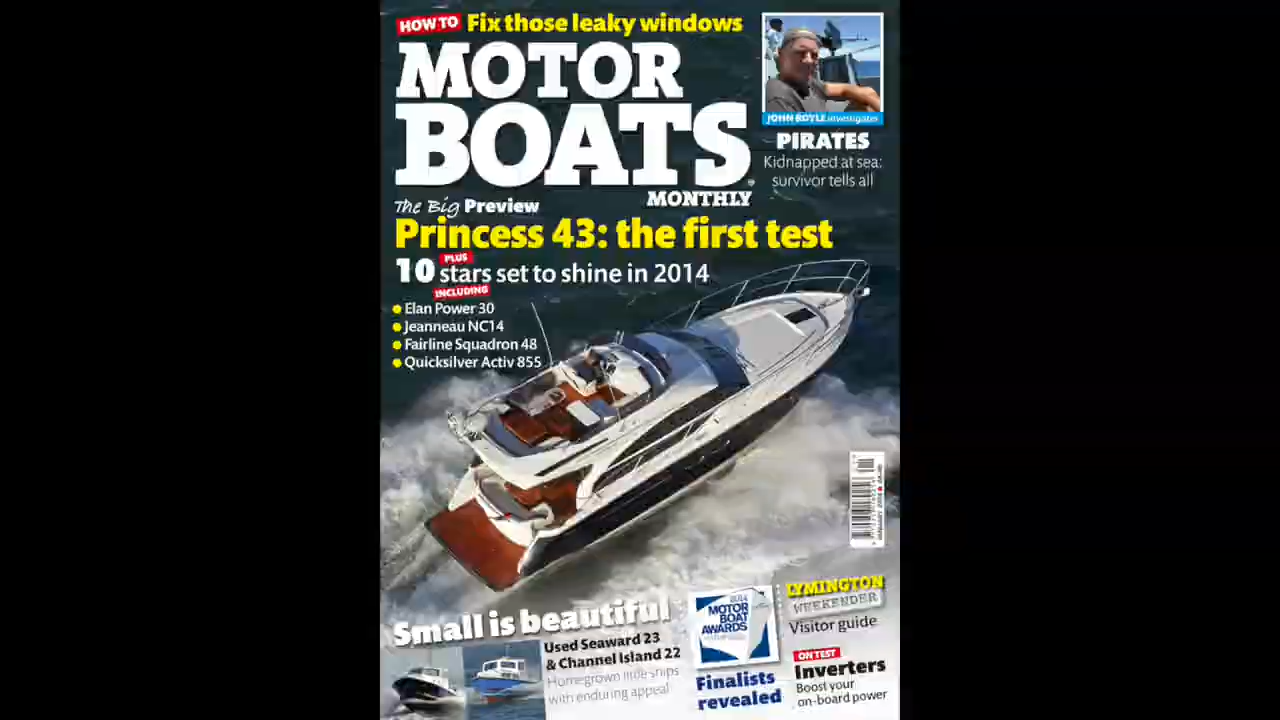 HOW TO Fix those leaky windows
MOTOR
BOATS
MONTHLY
JOHN ROYLE investigates
PIRATES
Kidnapped at sea:
survivor tells all
The Big Preview
Princess 43: the first test
PLUS
10 stars set to shine in 2014
INCLUDING
Elan Power 30
Jeanneau NC14
Fairline Squadron 48
Quicksilver Activ 855
Small is beautiful
Used Seaward 23
& Channel Island 22
Homegrown little ships
with enduring appeal
2014
MOTOR
BOAT
AWARDS
Finalists
revealed
LYMINGTON
WEEKENDER
Visitor guide
ON TEST
Inverters
Boost your
on-board power